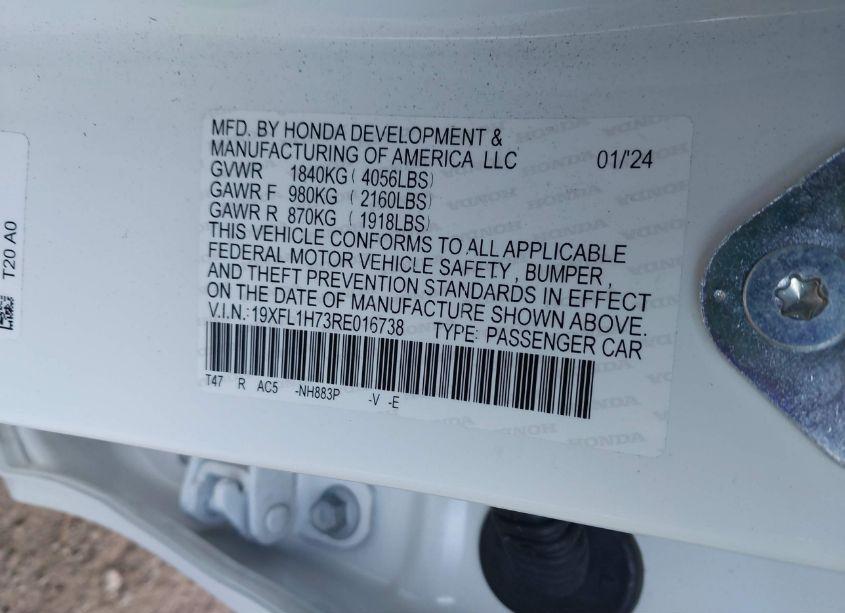 MFD. BY HONDA DEVELOPMENT &
MANUFACTURING OF AMERICA LLC 01/'24
GVWR 1840KG ( 4056LBS)
GAWR F 980KG ( 2160LBS)
GAWR R 870KG ( 1918LBS)
THIS VEHICLE CONFORMS TO ALL APPLICABLE
FEDERAL MOTOR VEHICLE SAFETY , BUMPER ,
AND THEFT PREVENTION STANDARDS IN EFFECT
ON THE DATE OF MANUFACTURE SHOWN ABOVE.
V.I.N.:19XFL1H73RE016738 TYPE: PASSENGER CAR
T47 R AC5 -NH883P -V -E
T20 A0